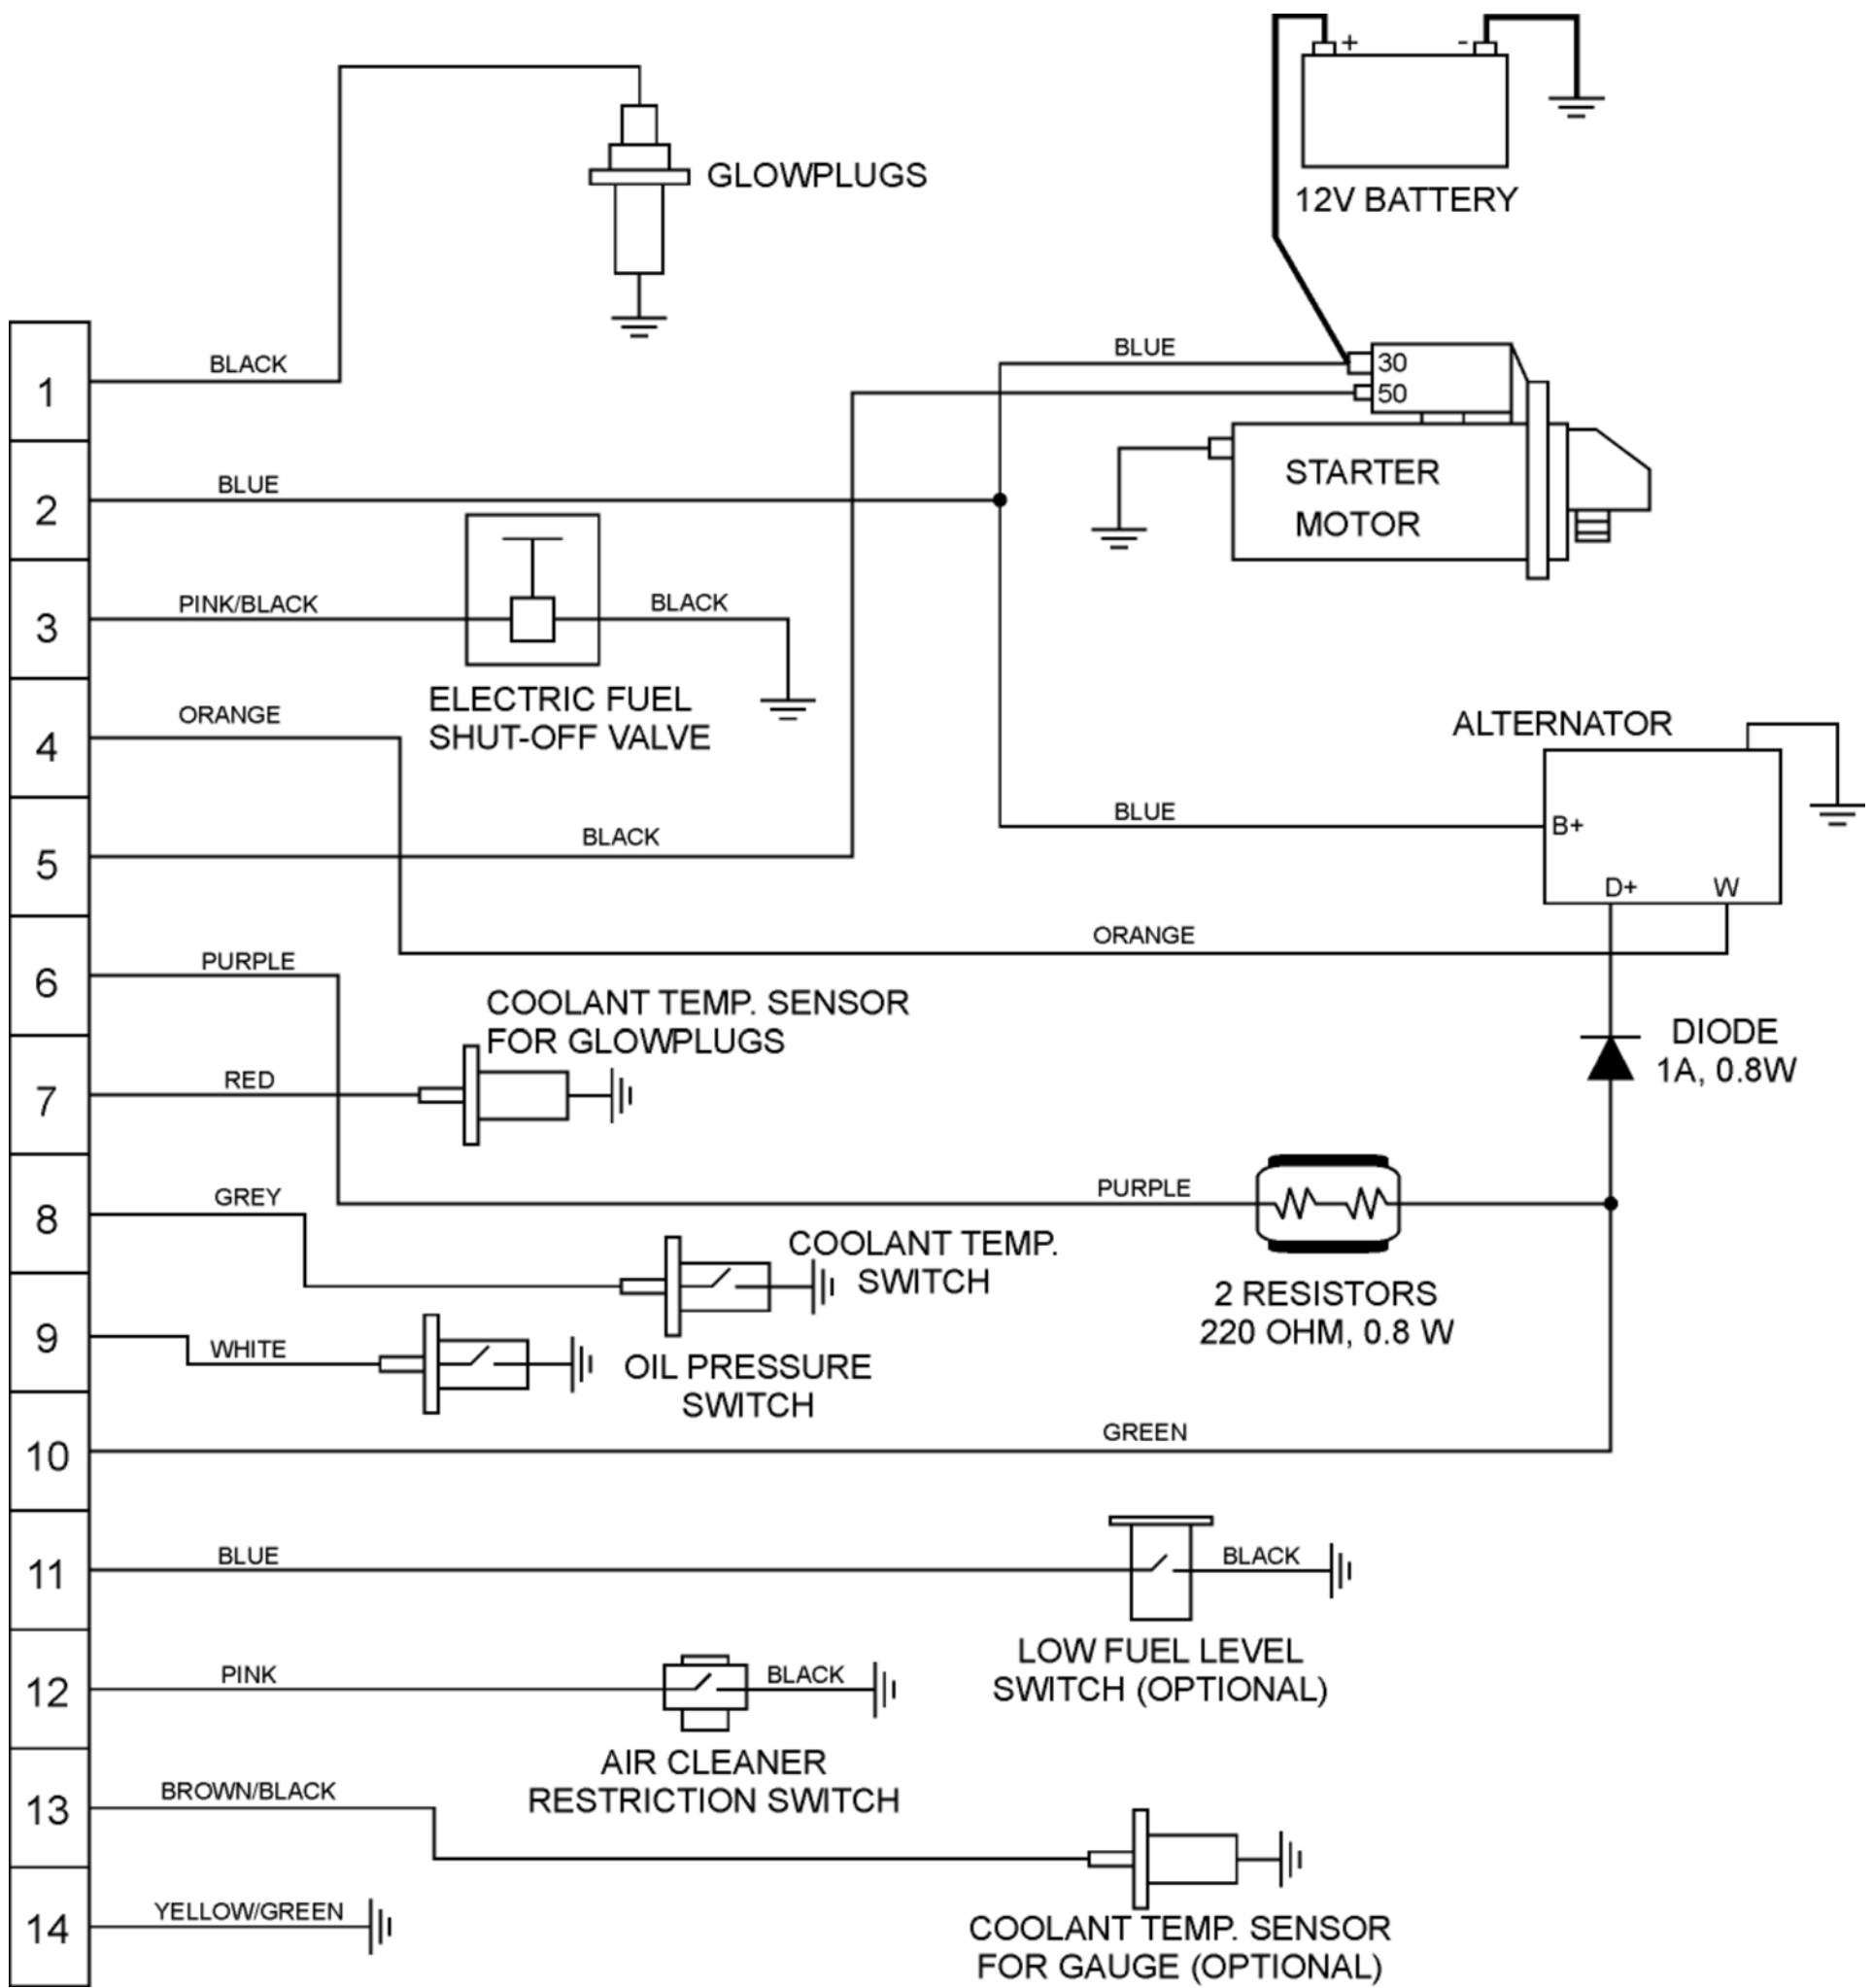 + -
GLOWPLUGS
12V BATTERY
BLUE
30
BLACK
1
50
STARTER
MOTOR
BLUE
2
PINK/BLACK
BLACK
3
ELECTRIC FUEL
SHUT-OFF VALVE
ORANGE
4
ALTERNATOR
BLUE
B+
BLACK
5
D+ W
ORANGE
PURPLE
6
COOLANT TEMP. SENSOR
FOR GLOWPLUGS
DIODE
1A, 0.8W
RED
7
PURPLE
GREY
8
COOLANT TEMP.
SWITCH
2 RESISTORS
220 OHM, 0.8 W
9
WHITE
OIL PRESSURE
SWITCH
GREEN
10
BLUE
BLACK
11
LOW FUEL LEVEL
SWITCH (OPTIONAL)
PINK
BLACK
12
AIR CLEANER
RESTRICTION SWITCH
BROWN/BLACK
13
YELLOW/GREEN
14
COOLANT TEMP. SENSOR
FOR GAUGE (OPTIONAL)